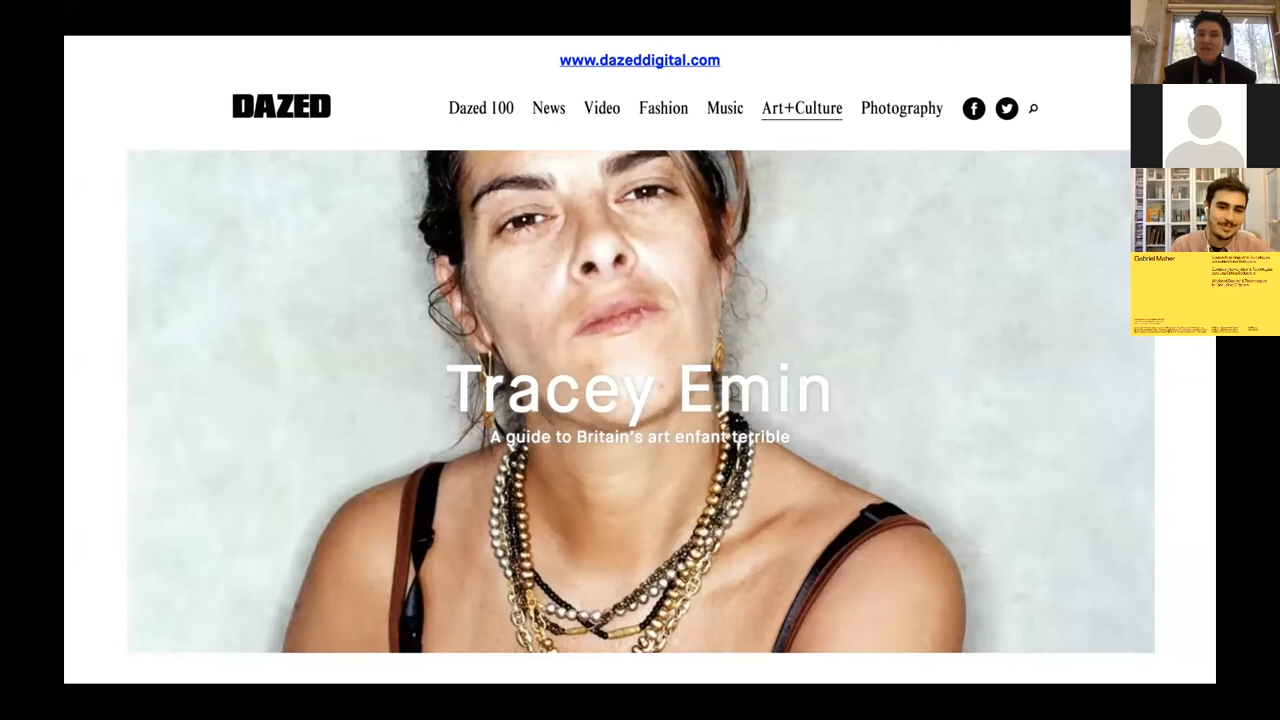 www.dazeddigital.com
DAZED
Dazed 100 News Video Fashion Music Art+Culture Photography
Tracey Emin
A guide to Britain's art enfant terrible
Gabriel Maher